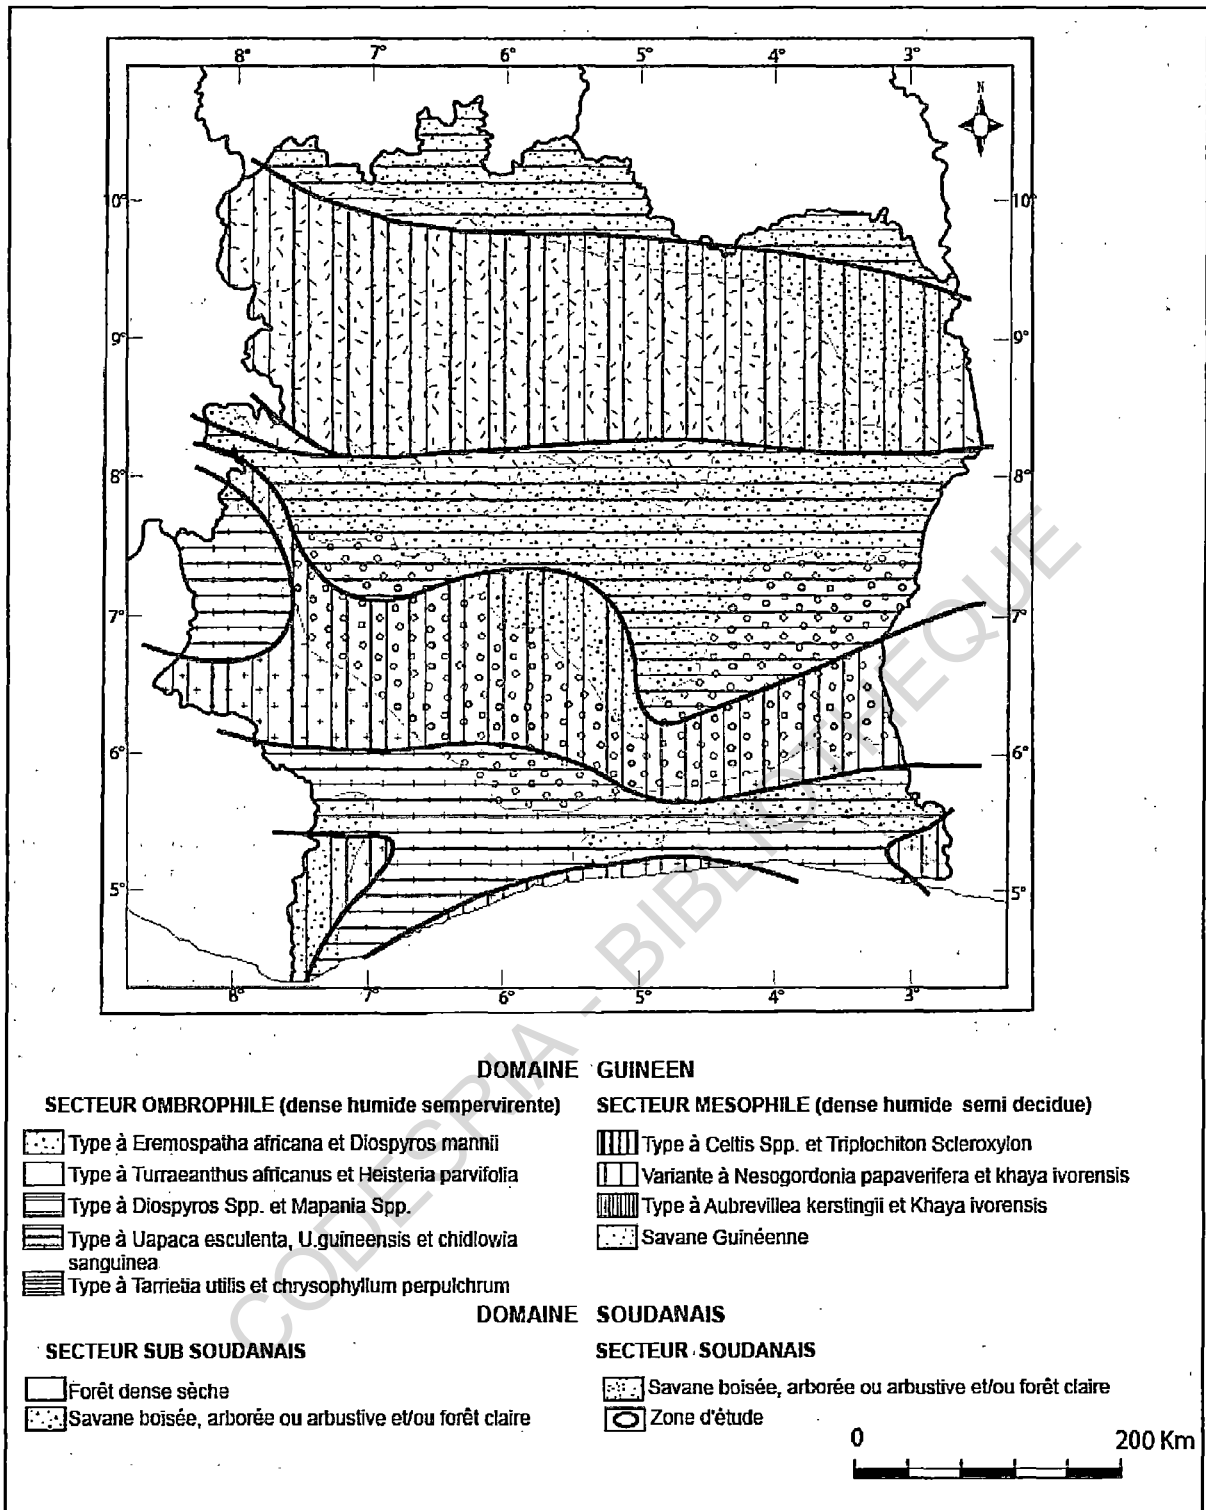 8° 7° 6° 5° 4° 3°
N
10° 10°
9° 9°
8° 8°
7° 7°
6° 6°
5° 5°
8° 7° 6° 5° 4° 3°
CODESRIA - BIBLIOTHEQUE
DOMAINE GUINEEN
SECTEUR OMBROPHILE (dense humide sempervirente)
Type à Eremospatha africana et Diospyros mannii
Type à Turraeanthus africanus et Heisteria parvifolia
Type à Diospyros Spp. et Mapania Spp.
Type à Uapaca esculenta, U.guineensis et chidlowia
sanguinea
Type à Tarrietia utilis et chrysophyllum perpulchrum
SECTEUR MESOPHILE (dense humide semi decidue)
Type à Celtis Spp. et Triplochiton Scleroxylon
Variante à Nesogordonia papaverifera et khaya ivorensis
Type à Aubrevillea kerstingii et Khaya ivorensis
Savane Guinéenne
DOMAINE SOUDANAIS
SECTEUR SUB SOUDANAIS
Forêt dense sèche
Savane boisée, arborée ou arbustive et/ou forêt claire
SECTEUR SOUDANAIS
Savane boisée, arborée ou arbustive et/ou forêt claire
Zone d'étude
0 200 Km